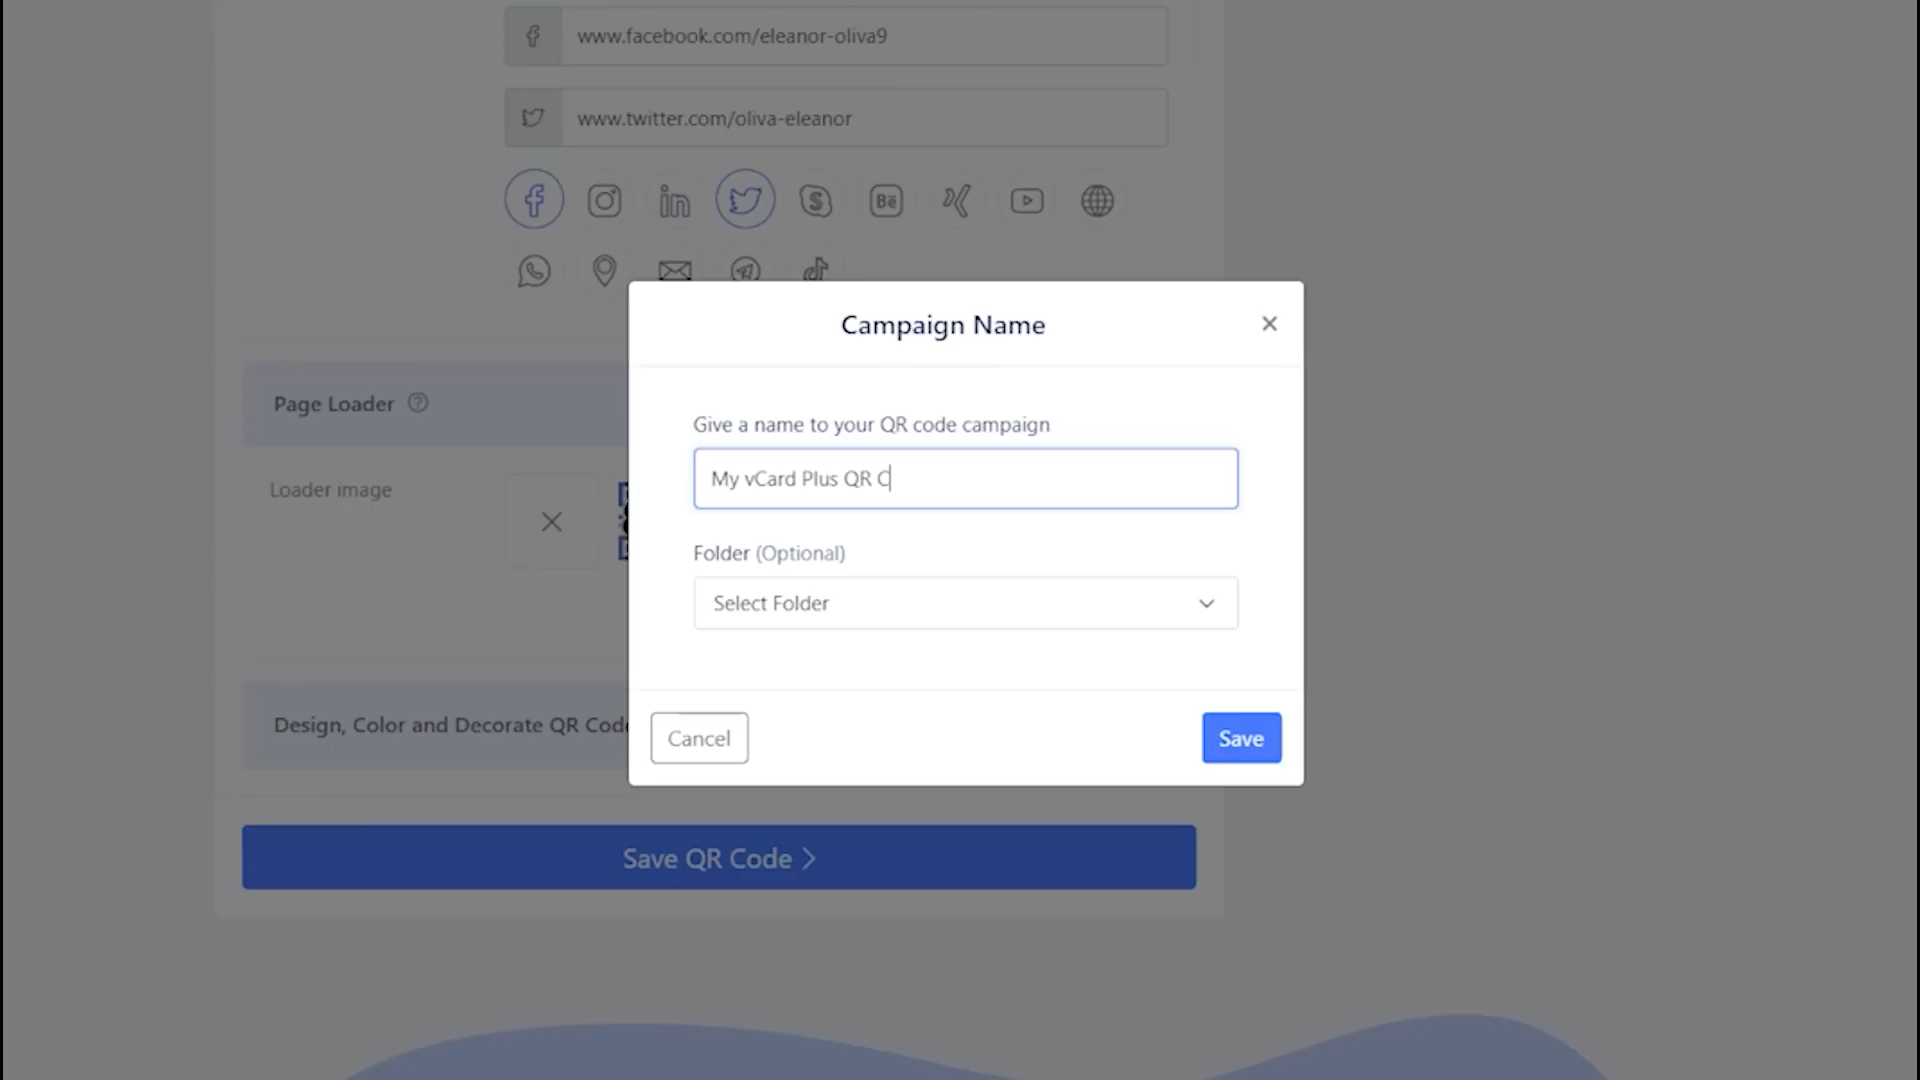 www.facebook.com/eleanor-oliva9
www.twitter.com/oliva-eleanor
Campaign Name
Give a name to your QR code campaign
My vCard Plus QR C
Folder (Optional)
Select Folder
Cancel
Save
Page Loader
Loader image
Design, Color and Decorate QR Code
Save QR Code